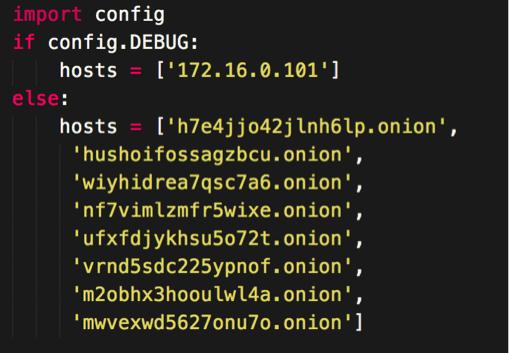 import config
if config.DEBUG:
    hosts = ['172.16.0.101']
else:
    hosts = ['h7e4jjo42jlnh6lp.onion',
     'hushoifossagzbcu.onion',
     'wiyhidrea7qsc7a6.onion',
     'nf7vimlzmfr5wixe.onion',
     'ufxfdjykhsu5o72t.onion',
     'vrnd5sdc225ypnof.onion',
     'm2obhx3hooulwl4a.onion',
     'mwvexwd5627onu7o.onion']